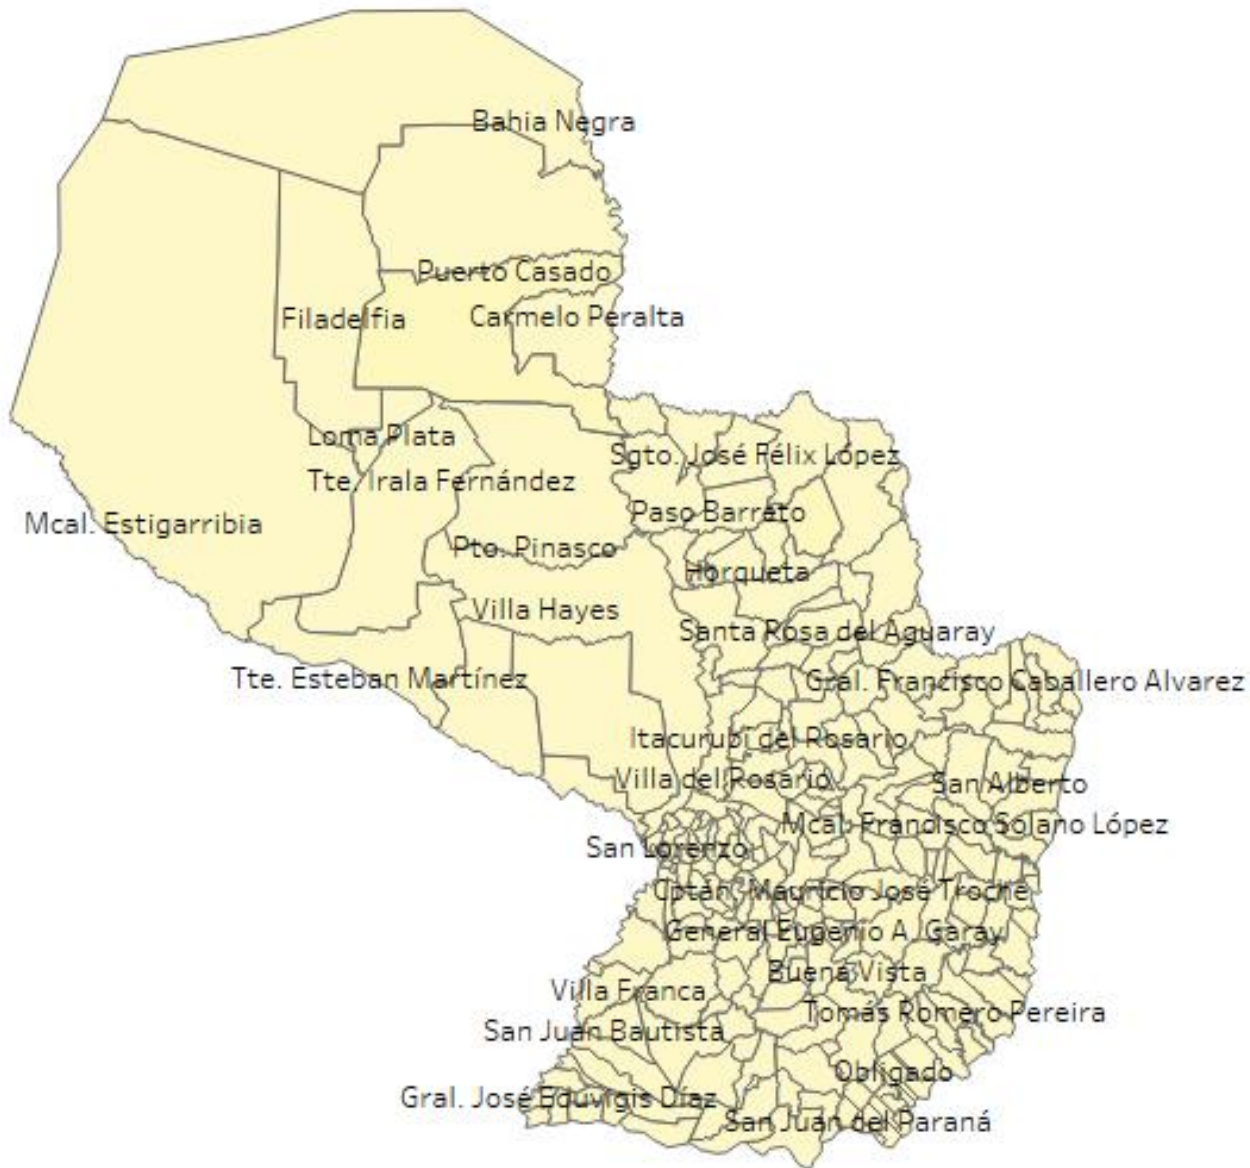 Bahia Negra
Puerto Casado
Filadelfia
Carmelo Peralta
Loma Plata
Sgto. José Félix López
Tte. Irala Fernández
Paso Barreto
Mcal. Estigarribia
Pto. Pinasco
Horqueta
Villa Hayes
Santa Rosa del Aguaray
Tte. Esteban Martínez
Gral. Francisco Caballero Alvarez
Itacurubí del Rosario
Villa del Rosario
San Alberto
Mcal. Francisco Solano López
San Lorenzo
Cptán. Mauricio José Troche
General Eugenio A. Garay
Buena Vista
Villa Franca
Tomás Romero Pereira
San Juan Bautista
Obligado
Gral. José Eduvigis Díaz
San Juan del Paraná